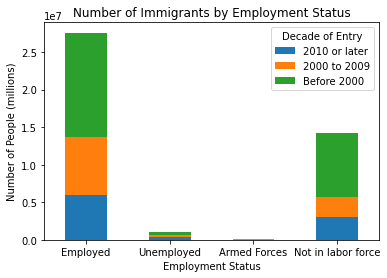 Number of Immigrants by Employment Status
1e7
Decade of Entry
2010 or later
2000 to 2009
Before 2000
2.5
2.0
1.5
1.0
0.5
0.0
Number of People (millions)
Employed Unemployed Armed Forces Not in labor force
Employment Status